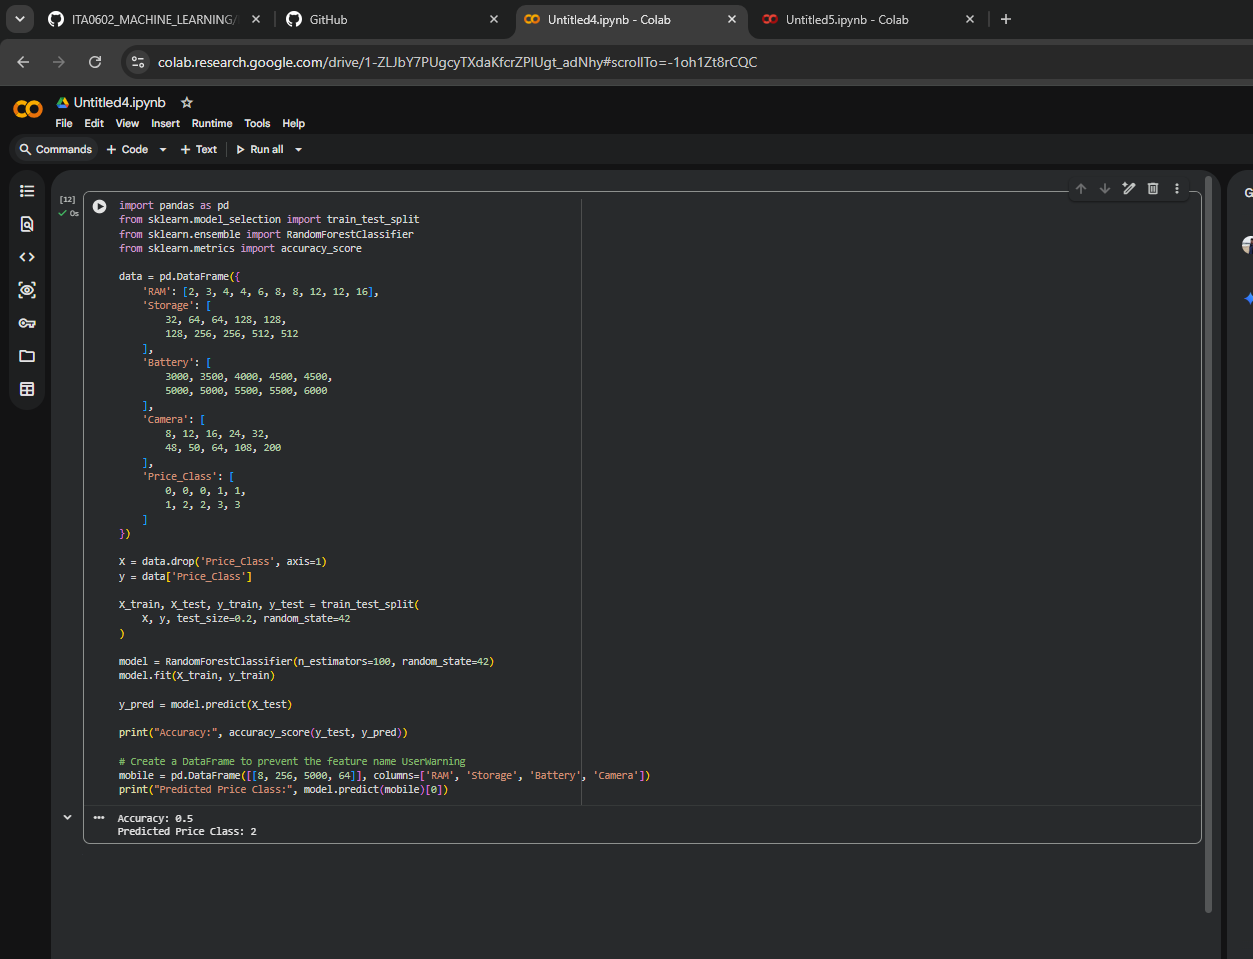 ITA0602_MACHINE_LEARNING/
GitHub
Untitled4.ipynb - Colab
Untitled5.ipynb - Colab
colab.research.google.com/drive/1-ZLJbY7PUgcyTXdaKfcrZPlUgt_adNhy#scrollTo=-1oh1Zt8rCQC
Untitled4.ipynb
File Edit View Insert Runtime Tools Help
Commands + Code + Text Run all
[12]
0s
import pandas as pd
from sklearn.model_selection import train_test_split
from sklearn.ensemble import RandomForestClassifier
from sklearn.metrics import accuracy_score
data = pd.DataFrame({
'RAM': [2, 3, 4, 4, 6, 8, 8, 12, 12, 16],
'Storage': [
32, 64, 64, 128, 128,
128, 256, 256, 512, 512
],
'Battery': [
3000, 3500, 4000, 4500, 4500,
5000, 5000, 5500, 5500, 6000
],
'Camera': [
8, 12, 16, 24, 32,
48, 50, 64, 108, 200
],
'Price_Class': [
0, 0, 0, 1, 1,
1, 2, 2, 3, 3
]
})
X = data.drop('Price_Class', axis=1)
y = data['Price_Class']
X_train, X_test, y_train, y_test = train_test_split(
X, y, test_size=0.2, random_state=42
)
model = RandomForestClassifier(n_estimators=100, random_state=42)
model.fit(X_train, y_train)
y_pred = model.predict(X_test)
print("Accuracy:", accuracy_score(y_test, y_pred))
# Create a DataFrame to prevent the feature name UserWarning
mobile = pd.DataFrame([[8, 256, 5000, 64]], columns=['RAM', 'Storage', 'Battery', 'Camera'])
print("Predicted Price Class:", model.predict(mobile)[0])
Accuracy: 0.5
Predicted Price Class: 2